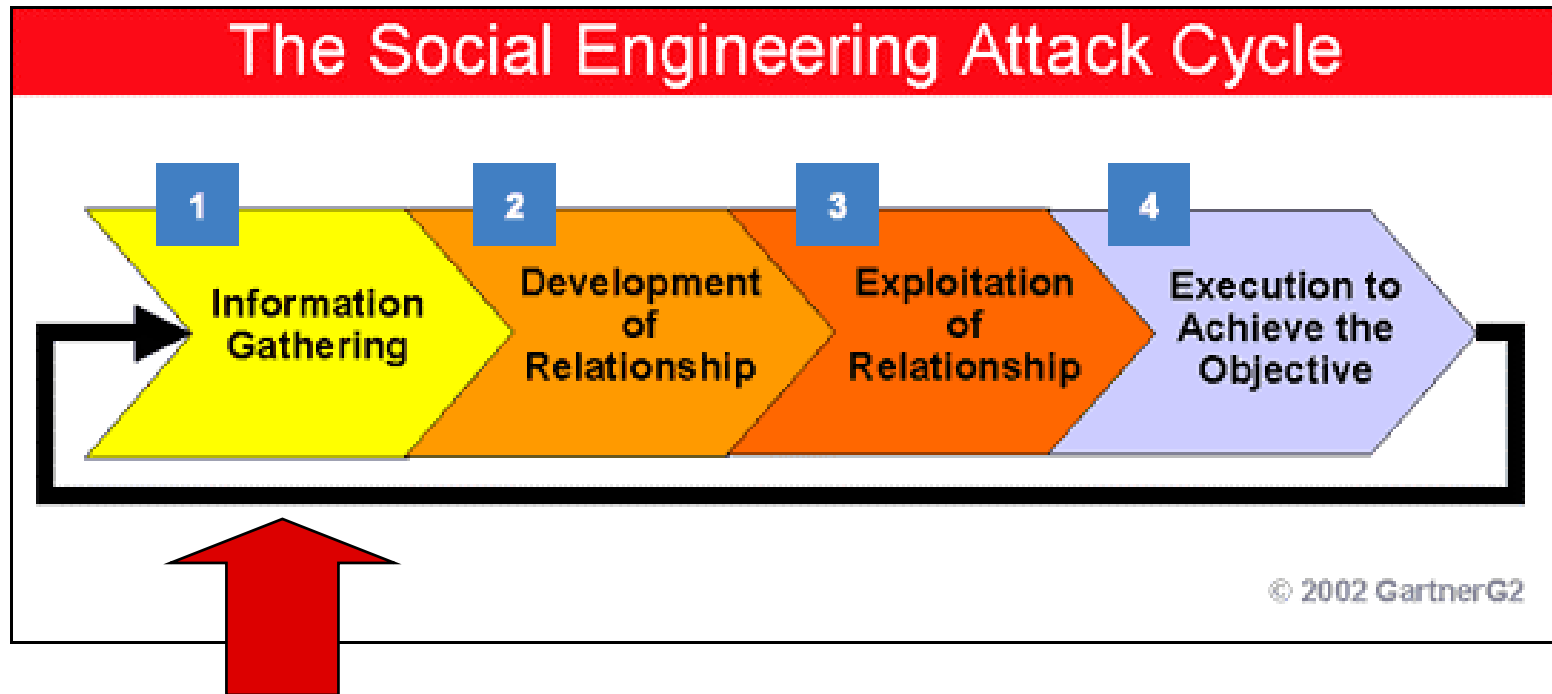 The Social Engineering Attack Cycle
1
Information
Gathering
2
Development
of
Relationship
3
Exploitation
of
Relationship
4
Execution to
Achieve the
Objective
© 2002 GartnerG2